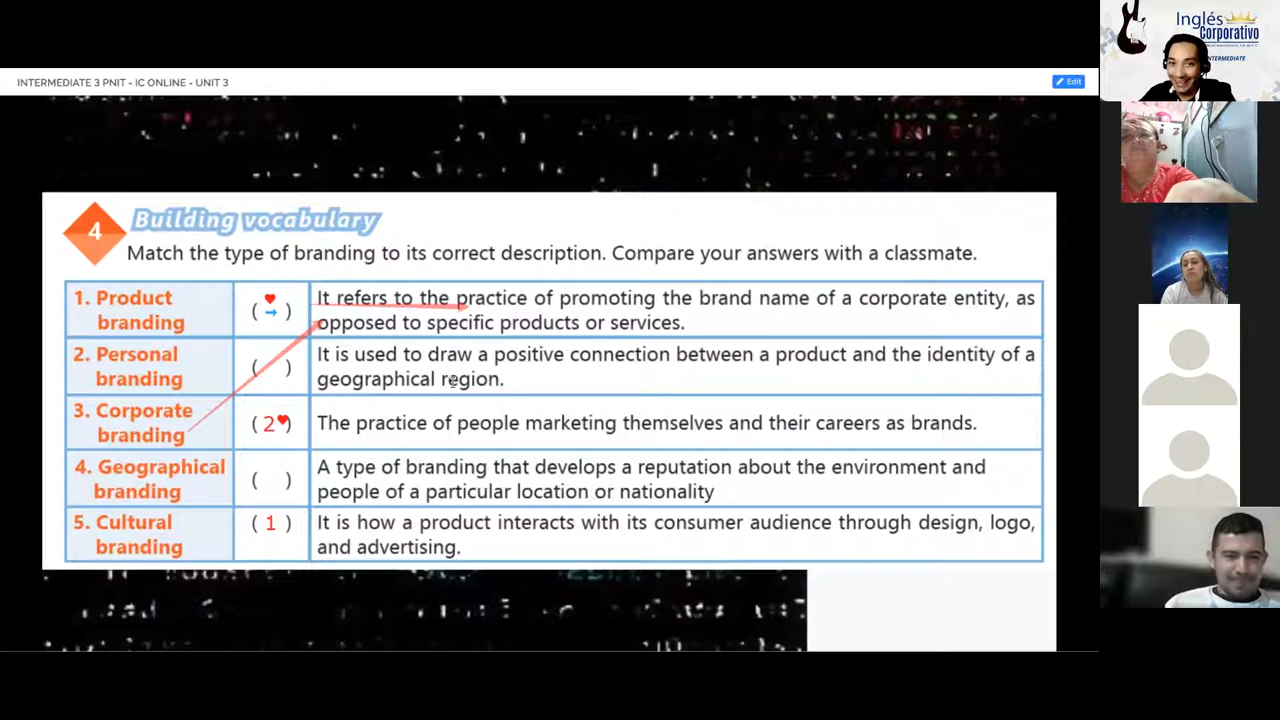 INTERMEDIATE 3 PNIT - IC ONLINE - UNIT 3
Edit
Inglés
Corporativo
INTERMEDIATE
4
Building vocabulary
Match the type of branding to its correct description. Compare your answers with a classmate.
1. Product
branding
( )
It refers to the practice of promoting the brand name of a corporate entity, as
opposed to specific products or services.
2. Personal
branding
( )
It is used to draw a positive connection between a product and the identity of a
geographical region.
3. Corporate
branding
( 2 )
The practice of people marketing themselves and their careers as brands.
4. Geographical
branding
( )
A type of branding that develops a reputation about the environment and
people of a particular location or nationality
5. Cultural
branding
( 1 )
It is how a product interacts with its consumer audience through design, logo,
and advertising.